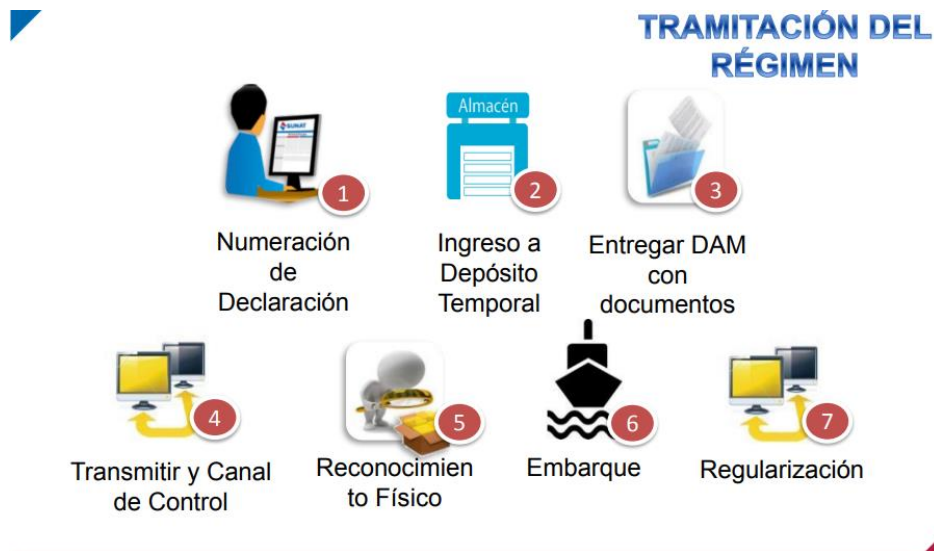 TRAMITACIÓN DEL
RÉGIMEN
SUNAT
1
Almacén
2
3
Numeración
de
Declaración
Ingreso a
Depósito
Temporal
Entregar DAM
con
documentos
4
5
6
7
Transmitir y Canal
de Control
Reconocimien
to Físico
Embarque
Regularización